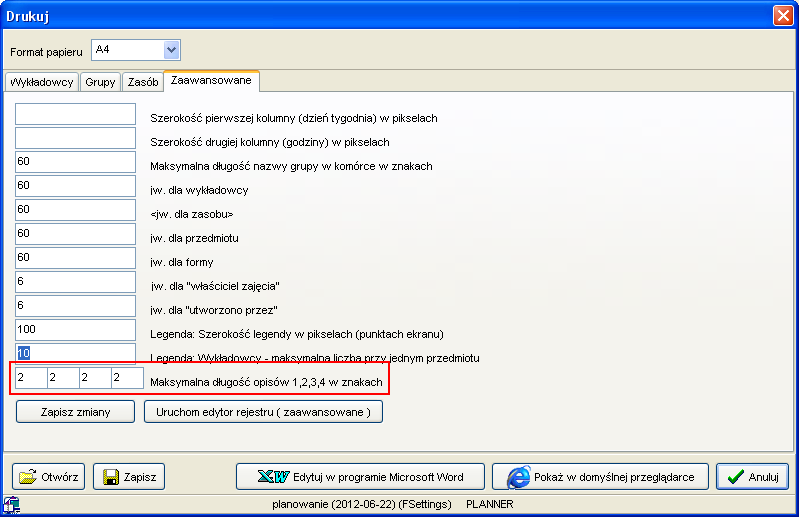 Drukuj
Format papieru A4
Wykładowcy Grupy Zasób Zaawansowane
Szerokość pierwszej kolumny (dzień tygodnia) w pikselach
Szerokość drugiej kolumny (godziny) w pikselach
60 Maksymalna długość nazwy grupy w komórce w znakach
60 jw. dla wykładowcy
60 <jw. dla zasobu>
60 jw. dla przedmiotu
60 jw. dla formy
6 jw. dla "właściciel zajęcia"
6 jw. dla "utworzono przez"
100 Legenda: Szerokość legendy w pikselach (punktach ekranu)
10 Legenda: Wykładowcy - maksymalna liczba przy jednym przedmiotu
2 2 2 2 Maksymalna długość opisów 1,2,3,4 w znakach
Zapisz zmiany Uruchom edytor rejestru ( zaawansowane )
Otwórz Zapisz XW Edytuj w programie Microsoft Word Pokaż w domyślnej przeglądarce Anuluj
planowanie (2012-06-22) (FSettings) PLANNER